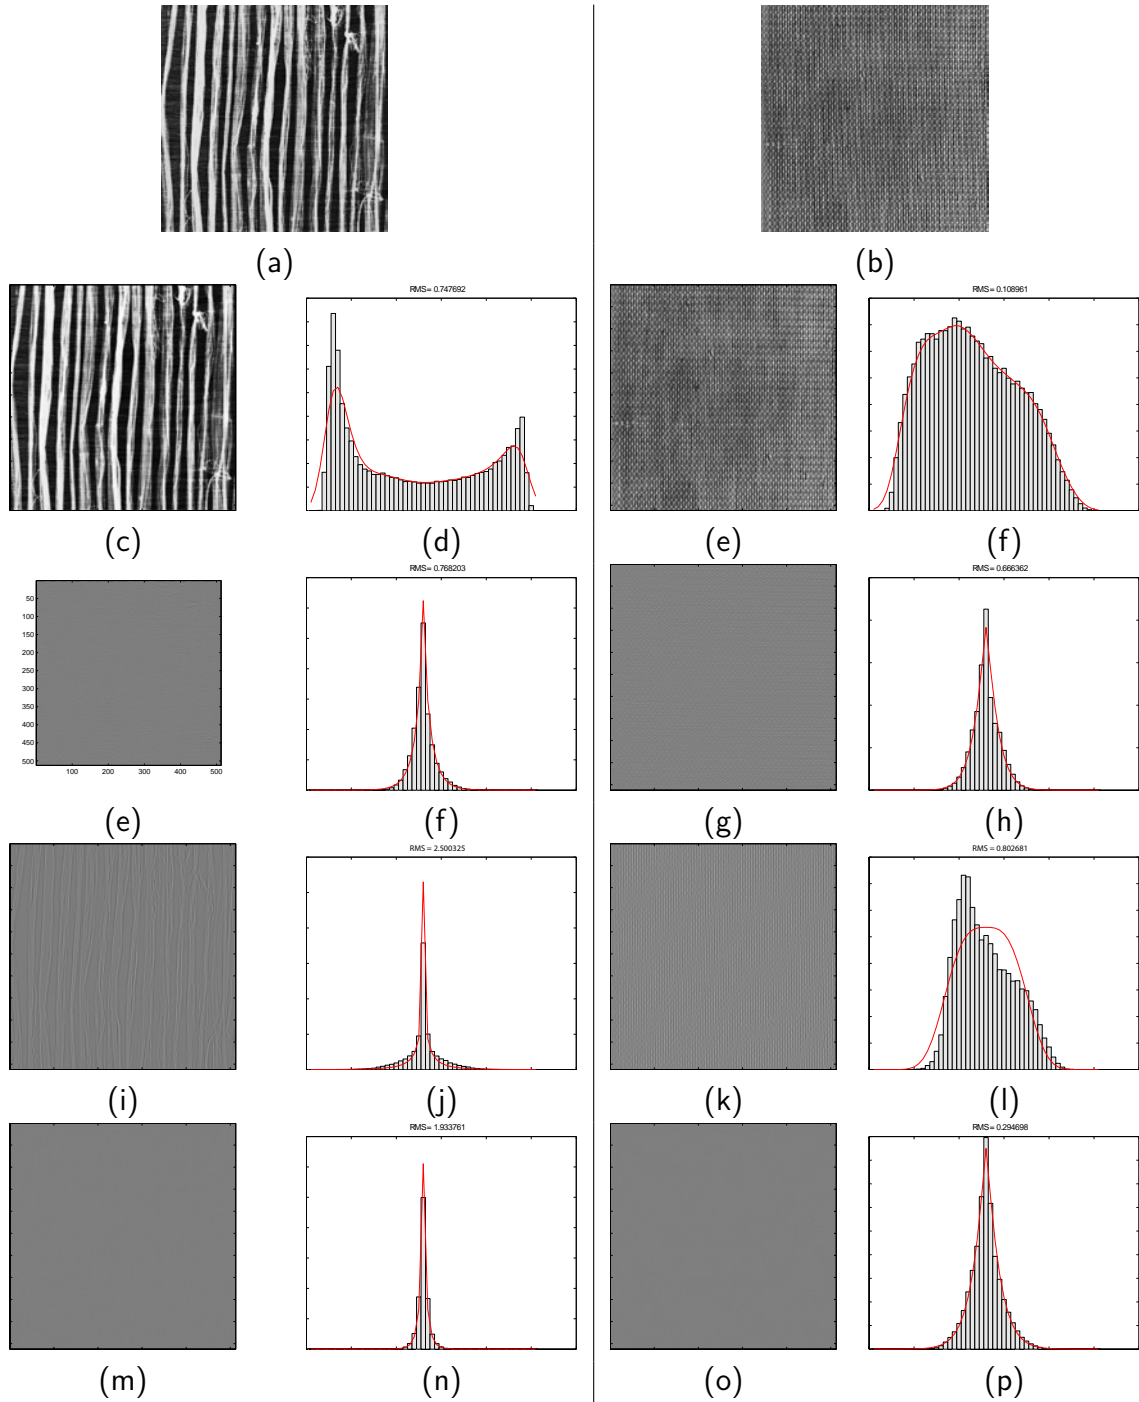 (a)
(b)
RMS= 0.747692
RMS= 0.108961
(c)
(d)
(e)
(f)
RMS= 0.768203
RMS= 0.666362
50
100
150
200
250
300
350
400
450
500
100 200 300 400 500
(e)
(f)
(g)
(h)
RMS = 2.500325
RMS = 0.802681
(i)
(j)
(k)
(l)
RMS= 1.933761
RMS= 0.294698
(m)
(n)
(o)
(p)